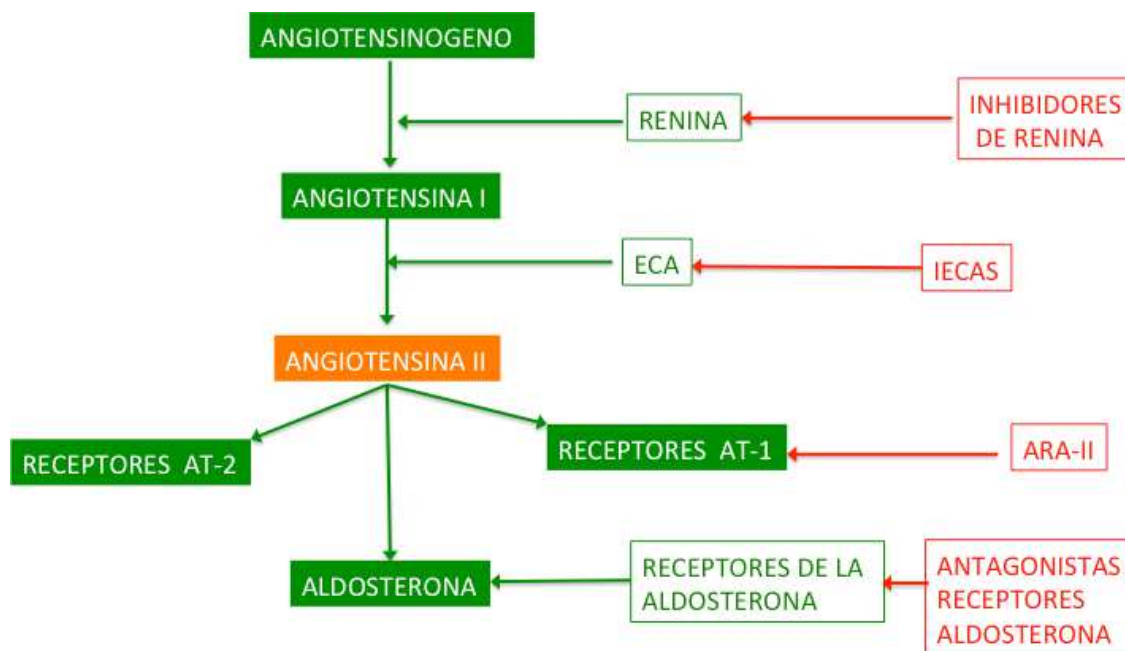 ANGIOTENSINOGENO
RENINA
INHIBIDORES
DE RENINA
ANGIOTENSINA I
ECA
IECAS
ANGIOTENSINA II
RECEPTORES AT-2
RECEPTORES AT-1
ARA-II
ALDOSTERONA
RECEPTORES DE LA
ALDOSTERONA
ANTAGONISTAS
RECEPTORES
ALDOSTERONA